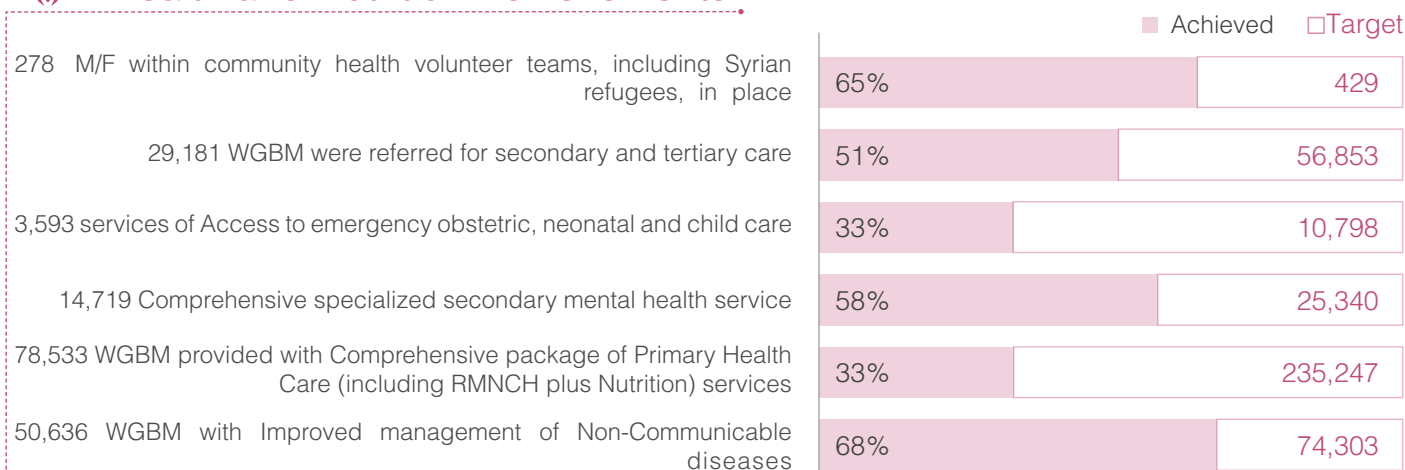 Achieved Target
278 M/F within community health volunteer teams, including Syrian
refugees, in place
65% 429
29,181 WGBM were referred for secondary and tertiary care
51% 56,853
3,593 services of Access to emergency obstetric, neonatal and child care
33% 10,798
14,719 Comprehensive specialized secondary mental health service
58% 25,340
78,533 WGBM provided with Comprehensive package of Primary Health
Care (including RMNCH plus Nutrition) services
33% 235,247
50,636 WGBM with Improved management of Non-Communicable
diseases
68% 74,303